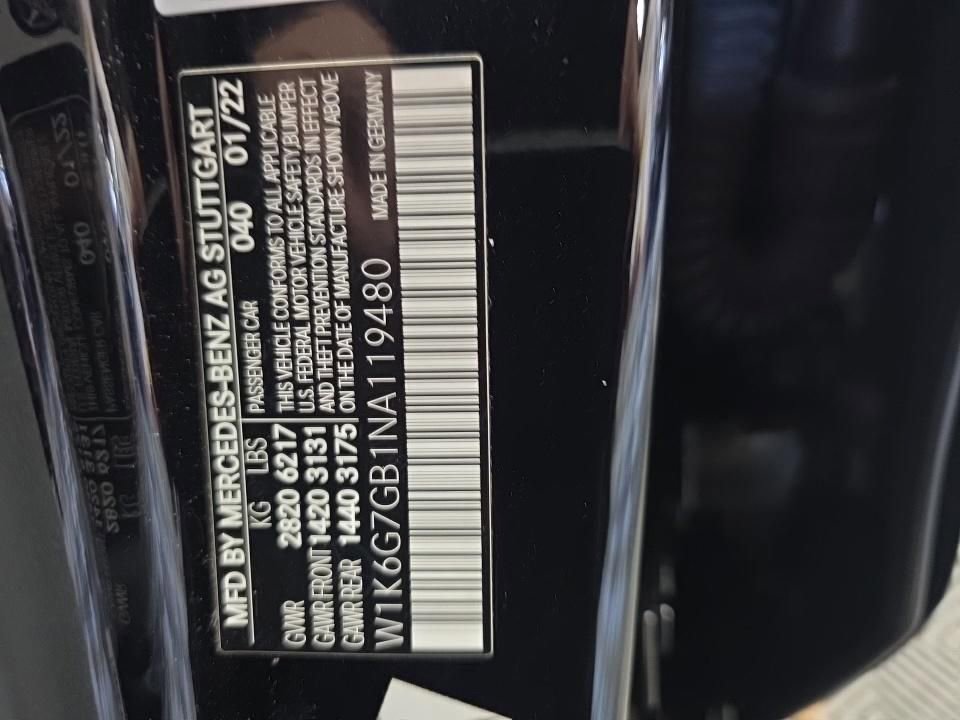 MFD BY MERCEDES-BENZ AG STUTTGART
040 01/22
KG LBS PASSENGER CAR
GVWR 2820 6217
GAWR FRONT 1420 3131
GAWR REAR 1440 3175
THIS VEHICLE CONFORMS TO ALL APPLICABLE
U.S. FEDERAL MOTOR VEHICLE SAFETY, BUMPER
AND THEFT PREVENTION STANDARDS IN EFFECT
ON THE DATE OF MANUFACTURE SHOWN ABOVE
W1K6G7GB1NA119480 MADE IN GERMANY